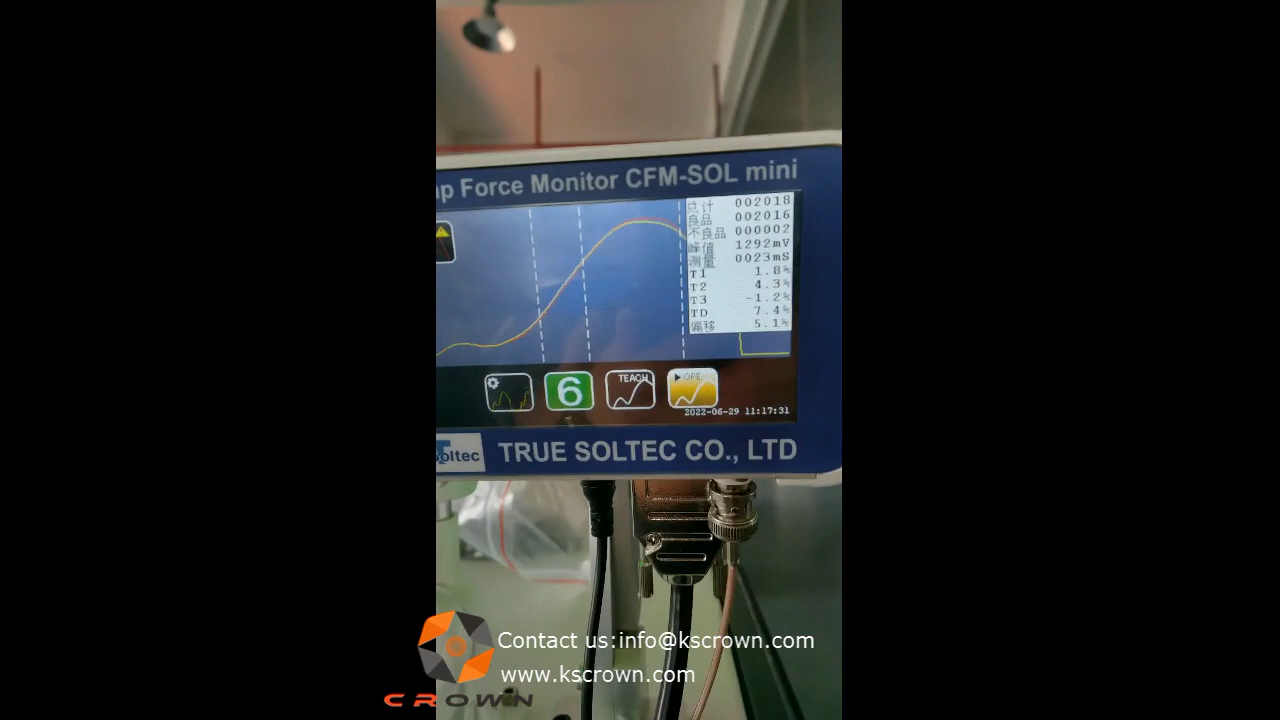 mp Force Monitor CFM-SOL mini
总计 002018
良品 002016
不良品 000002
峰值 1292mV
测量 0023mS
T1 1.8%
T2 4.3%
T3 -1.2%
TD 7.4%
偏移 5.1%
6 TEACH ▶ OPE
2022-06-29 11:17:31
Soltec TRUE SOLTEC CO., LTD
Contact us:info@kscrown.com
www.kscrown.com
CROWN